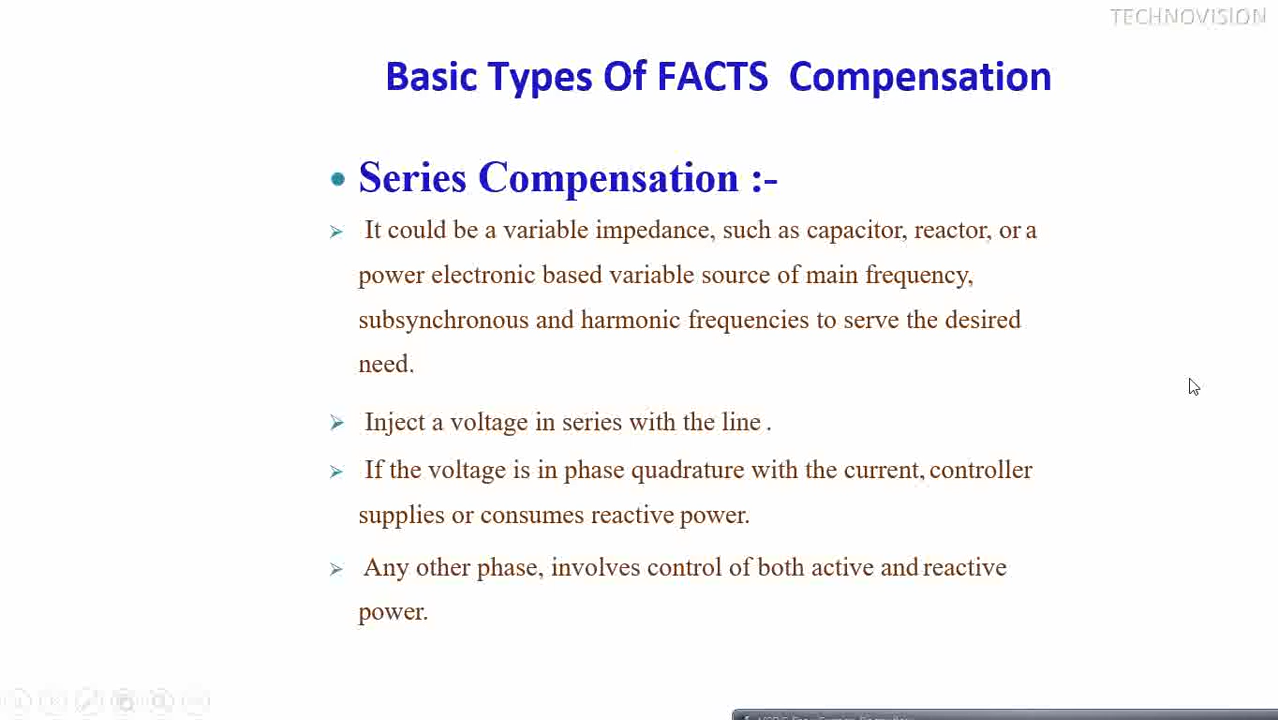 TECHNOVISION
Basic Types Of FACTS Compensation
• Series Compensation :-
➢ It could be a variable impedance, such as capacitor, reactor, or a
power electronic based variable source of main frequency,
subsynchronous and harmonic frequencies to serve the desired
need.
➢ Inject a voltage in series with the line .
➢ If the voltage is in phase quadrature with the current, controller
supplies or consumes reactive power.
➢ Any other phase, involves control of both active and reactive
power.